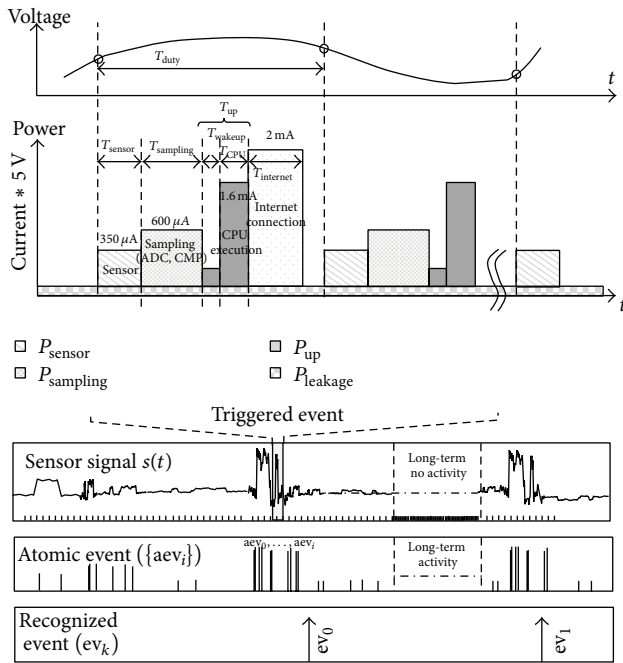 Voltage
T_duty
t
T_up
Power
T_sensor
T_sampling
T_wakeup
T_CPU
2 mA
T_internet
Current * 5 V
1.6 mA
Internet
connection
600 μA
350 μA
Sampling
(ADC, CMP)
CPU
execution
Sensor
t
P_sensor
P_up
P_sampling
P_leakage
Triggered event
Sensor signal s(t)
Long-term
no activity
Atomic event ({aev_i})
aev_0, ...., aev_i
Long-term
activity
Recognized
event (ev_k)
ev_0
ev_1